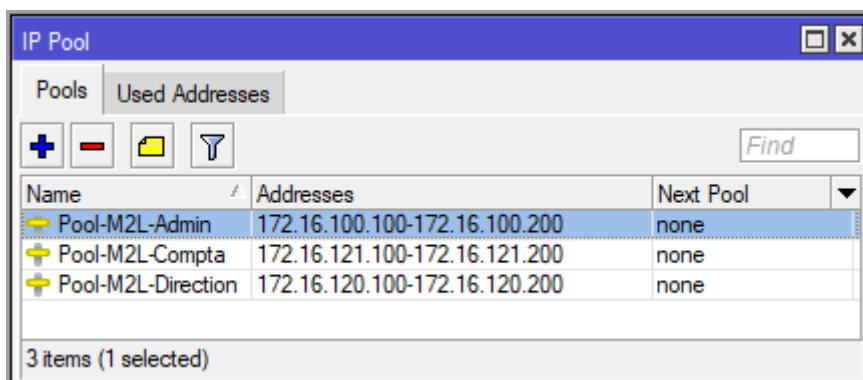 IP Pool
Pools Used Addresses
Find
Name Addresses Next Pool
Pool-M2L-Admin 172.16.100.100-172.16.100.200 none
Pool-M2L-Compta 172.16.121.100-172.16.121.200 none
Pool-M2L-Direction 172.16.120.100-172.16.120.200 none
3 items (1 selected)